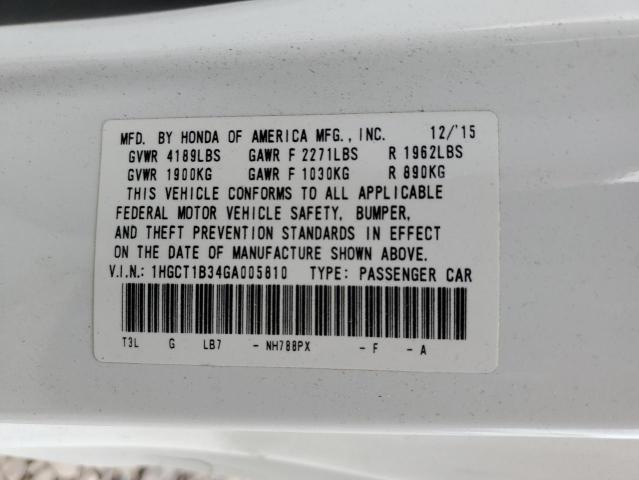 MFD. BY HONDA OF AMERICA MFG., INC. 12/'15
GVWR 4189LBS GAWR F 2271LBS R 1962LBS
GVWR 1900KG GAWR F 1030KG R 890KG
THIS VEHICLE CONFORMS TO ALL APPLICABLE
FEDERAL MOTOR VEHICLE SAFETY, BUMPER,
AND THEFT PREVENTION STANDARDS IN EFFECT
ON THE DATE OF MANUFACTURE SHOWN ABOVE.
V.I.N.: 1HGCT1B34GA005810 TYPE: PASSENGER CAR
T3L G LB7 - NH788PX - F - A